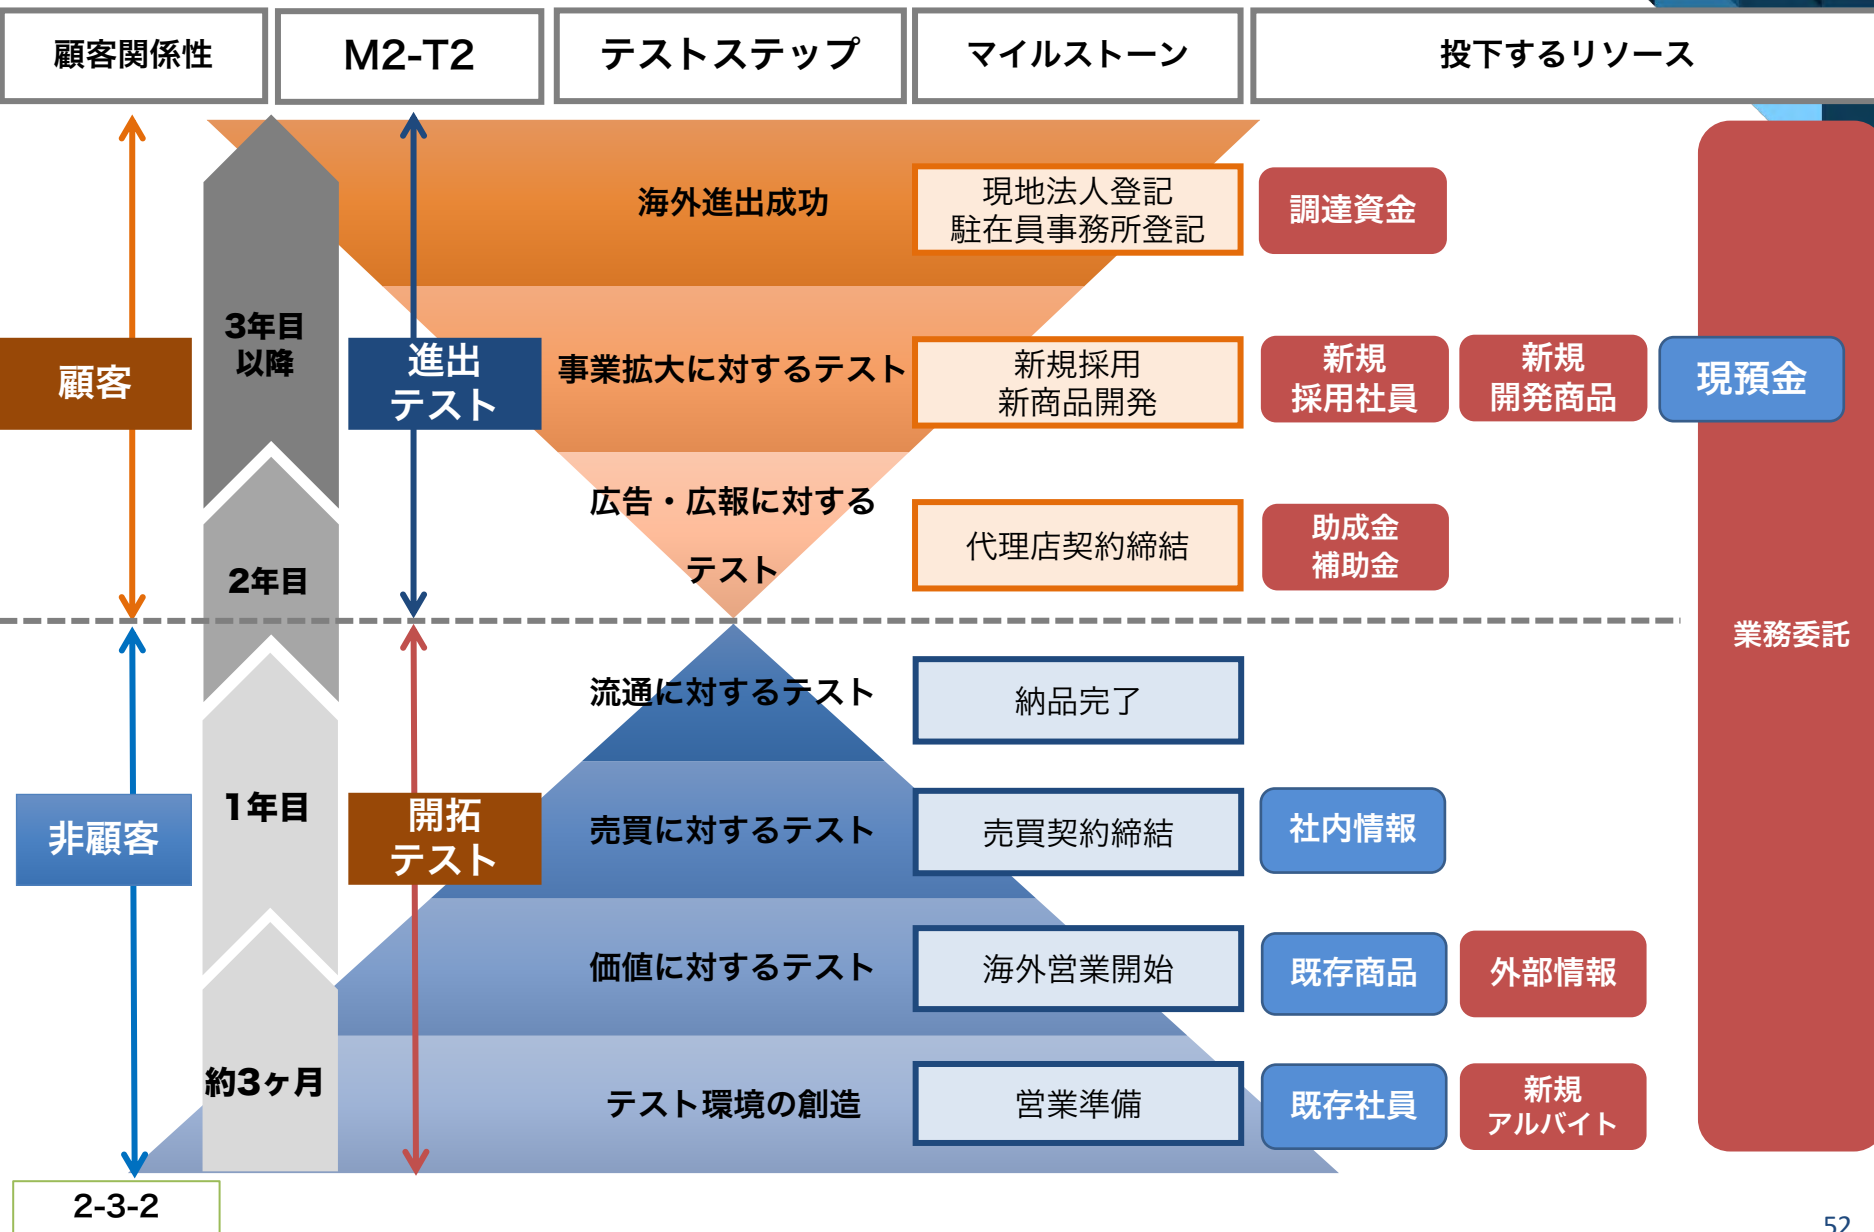 顧客関係性
M2-T2
テストステップ
マイルストーン
投下するリソース
海外進出成功
現地法人登記
駐在員事務所登記
調達資金
3年目
以降
顧客
進出
テスト
事業拡大に対するテスト
新規採用
新商品開発
新規
採用社員
新規
開発商品
現預金
広告・広報に対する
テスト
代理店契約締結
助成金
補助金
2年目
業務委託
流通に対するテスト
納品完了
1年目
非顧客
開拓
テスト
売買に対するテスト
売買契約締結
社内情報
価値に対するテスト
海外営業開始
既存商品
外部情報
約3ヶ月
テスト環境の創造
営業準備
既存社員
新規
アルバイト
2-3-2
52